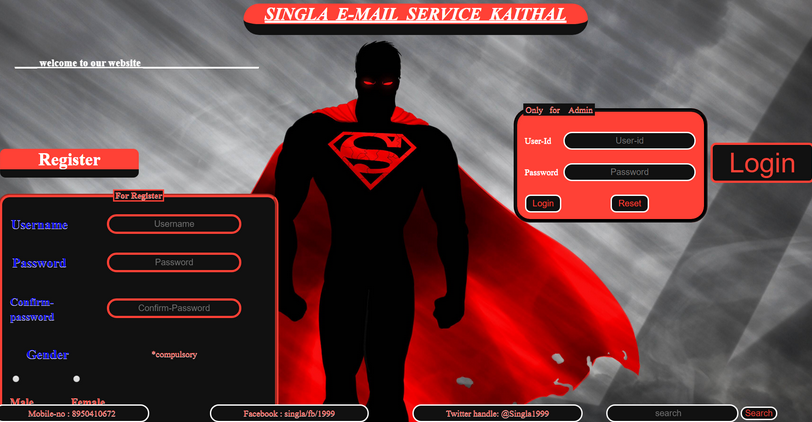 SINGLA E-MAIL SERVICE KAITHAL
welcome to our website
Only for Admin
User-Id User-id
Password Password
Login Reset
Login
Register
For Register
Username Username
Password Password
Confirm-
password
Confirm-Password
Gender *compulsory
Male Female
Mobile-no : 8950410672
Facebook : singla/fb/1999
Twitter handle: @Singla1999
search Search
S